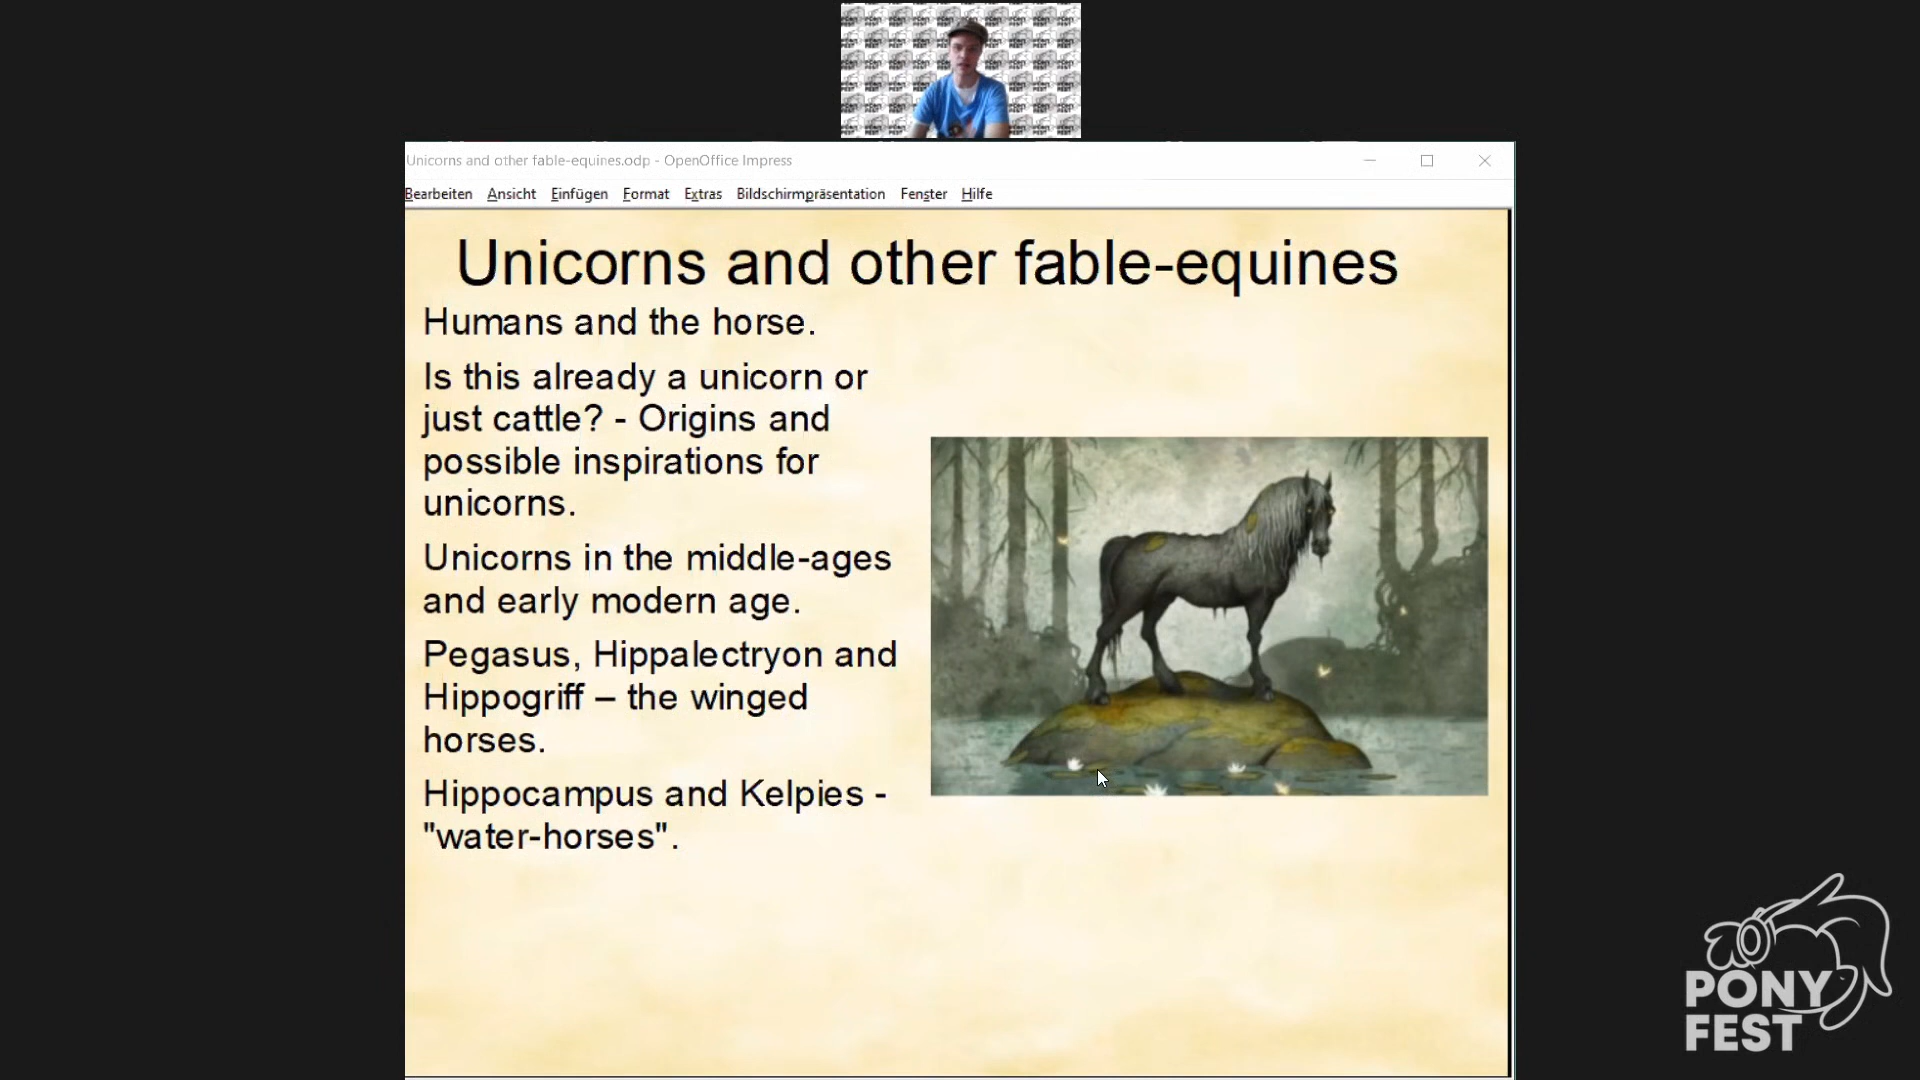 Unicorns and other fable-equines.odp - OpenOffice Impress
Bearbeiten Ansicht Einfügen Format Extras Bildschirmpräsentation Fenster Hilfe
Unicorns and other fable-equines
Humans and the horse.
Is this already a unicorn or
just cattle? - Origins and
possible inspirations for
unicorns.
Unicorns in the middle-ages
and early modern age.
Pegasus, Hippalectryon and
Hippogriff – the winged
horses.
Hippocampus and Kelpies -
"water-horses".
PONY
FEST